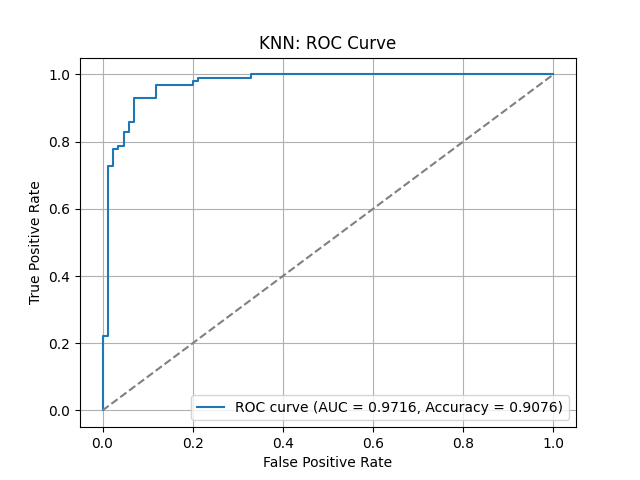 KNN: ROC Curve
1.0
0.8
0.6
0.4
0.2
0.0
True Positive Rate
ROC curve (AUC = 0.9716, Accuracy = 0.9076)
0.0 0.2 0.4 0.6 0.8 1.0
False Positive Rate